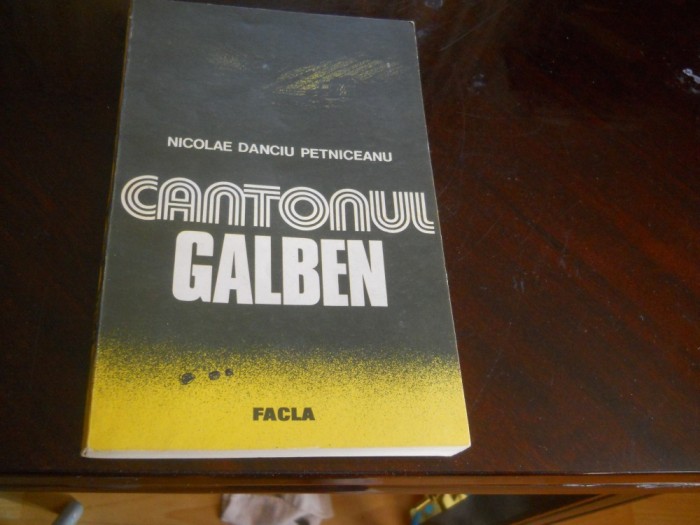 NICOLAE DANCIU PETNICEANU
CANTONUL
GALBEN
FACLA